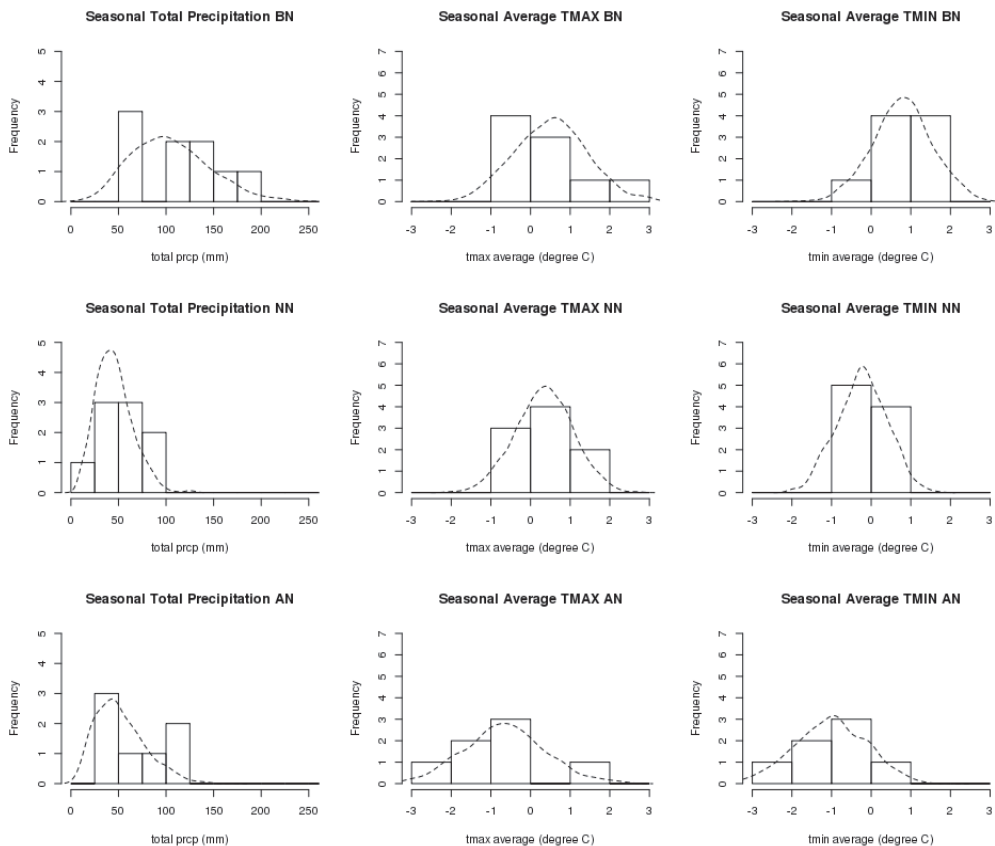 Seasonal Total Precipitation BN
Seasonal Average TMAX BN
Seasonal Average TMIN BN
Frequency
0 1 2 3 4 5
0 50 100 150 200 250
total prcp (mm)
Frequency
0 1 2 3 4 5 6 7
-3 -2 -1 0 1 2 3
tmax average (degree C)
Frequency
0 1 2 3 4 5 6 7
-3 -2 -1 0 1 2 3
tmin average (degree C)
Seasonal Total Precipitation NN
Seasonal Average TMAX NN
Seasonal Average TMIN NN
Frequency
0 1 2 3 4 5
0 50 100 150 200 250
total prcp (mm)
Frequency
0 1 2 3 4 5 6 7
-3 -2 -1 0 1 2 3
tmax average (degree C)
Frequency
0 1 2 3 4 5 6 7
-3 -2 -1 0 1 2 3
tmin average (degree C)
Seasonal Total Precipitation AN
Seasonal Average TMAX AN
Seasonal Average TMIN AN
Frequency
0 1 2 3 4 5
0 50 100 150 200 250
total prcp (mm)
Frequency
0 1 2 3 4 5 6 7
-3 -2 -1 0 1 2 3
tmax average (degree C)
Frequency
0 1 2 3 4 5 6 7
-3 -2 -1 0 1 2 3
tmin average (degree C)